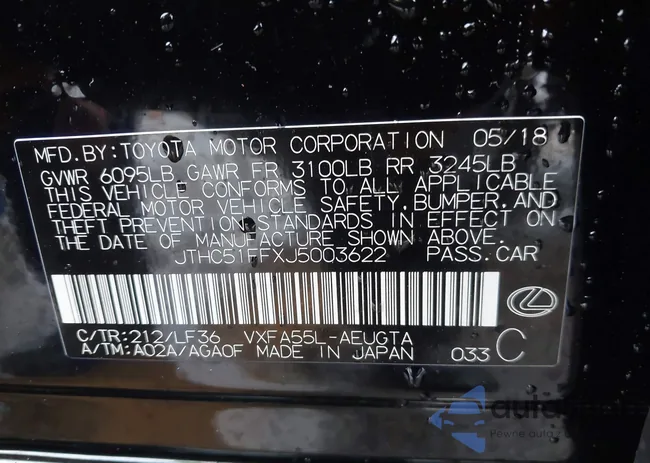 MFD.BY:TOYOTA MOTOR CORPORATION 05/18
GVWR 6095LB GAWR FR 3100LB RR 3245LB
THIS VEHICLE CONFORMS TO ALL APPLICABLE
FEDERAL MOTOR VEHICLE SAFETY,BUMPER,AND
THEFT PREVENTION STANDARDS IN EFFECT ON
THE DATE OF MANUFACTURE SHOWN ABOVE.
JTHC51FFXJ5003622 PASS.CAR
C/TR:212/LF36 VXFA55L-AEUGTA
A/TM:A02A/AGA0F MADE IN JAPAN 033 C
Pewne auto z